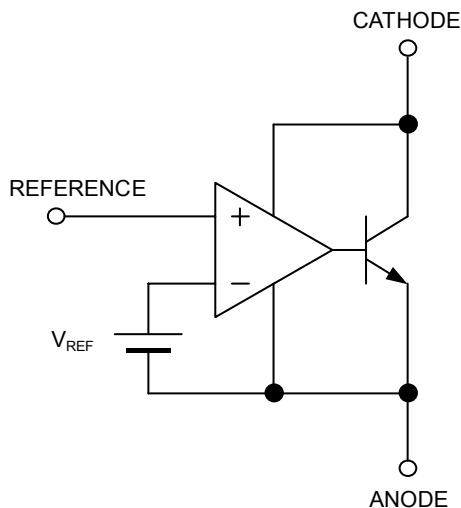 CATHODE
REFERENCE
+
−
VREF
ANODE